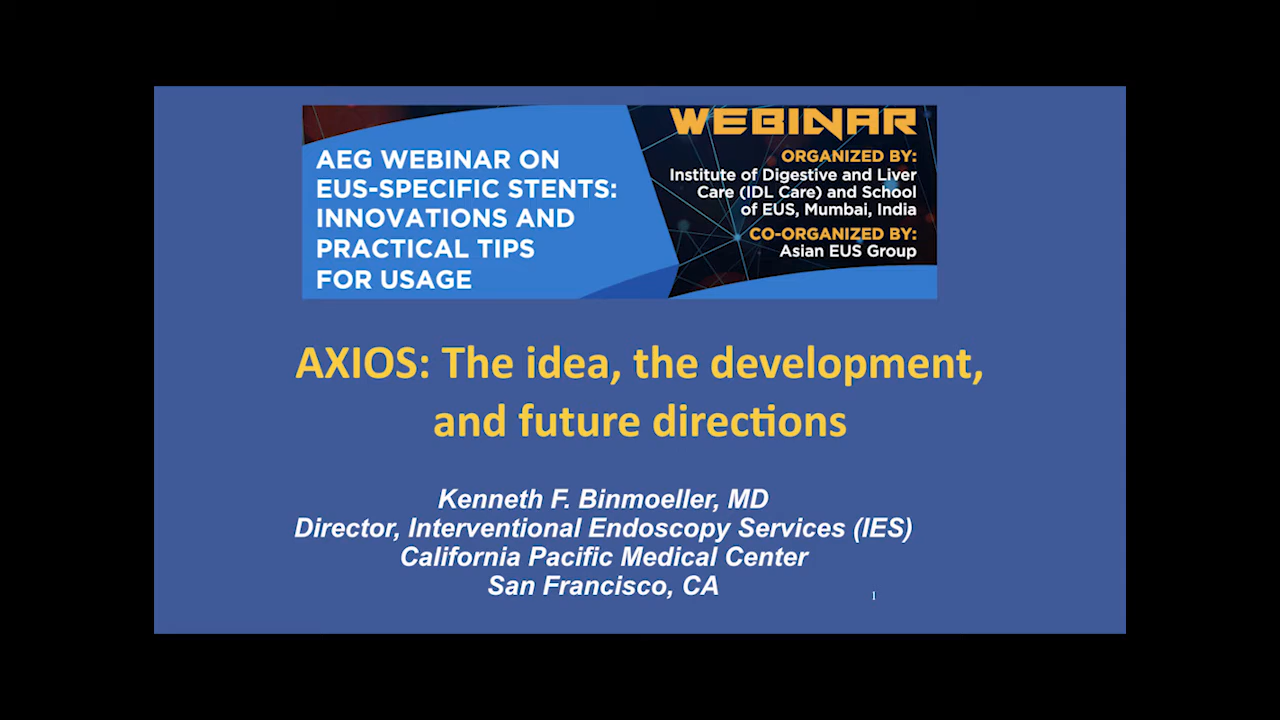 AEG WEBINAR ON
EUS-SPECIFIC STENTS:
INNOVATIONS AND
PRACTICAL TIPS
FOR USAGE
WEBINAR
ORGANIZED BY:
Institute of Digestive and Liver
Care (IDL Care) and School
of EUS, Mumbai, India
CO-ORGANIZED BY:
Asian EUS Group
AXIOS: The idea, the development,
and future directions
Kenneth F. Binmoeller, MD
Director, Interventional Endoscopy Services (IES)
California Pacific Medical Center
San Francisco, CA
1